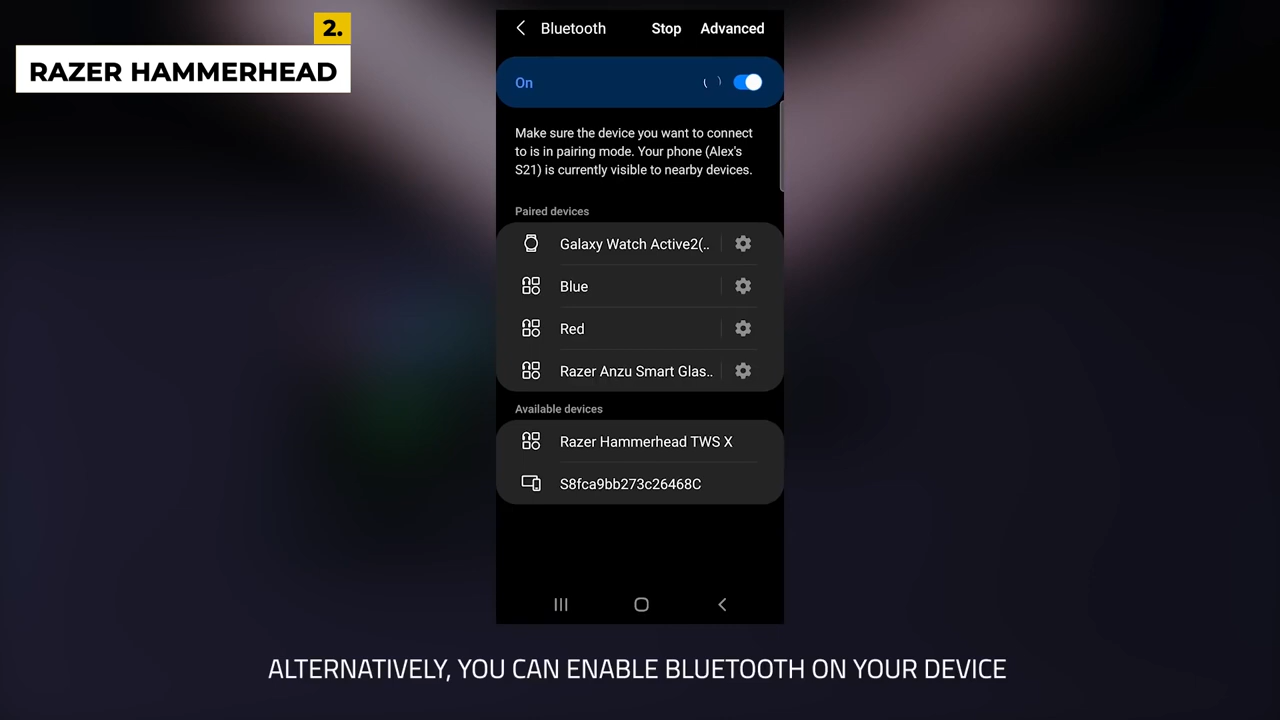 2.
RAZER HAMMERHEAD
Bluetooth Stop Advanced
On
Make sure the device you want to connect
to is in pairing mode. Your phone (Alex's
S21) is currently visible to nearby devices.
Paired devices
Galaxy Watch Active2(..
Blue
Red
Razer Anzu Smart Glas..
Available devices
Razer Hammerhead TWS X
S8fca9bb273c26468C
ALTERNATIVELY, YOU CAN ENABLE BLUETOOTH ON YOUR DEVICE